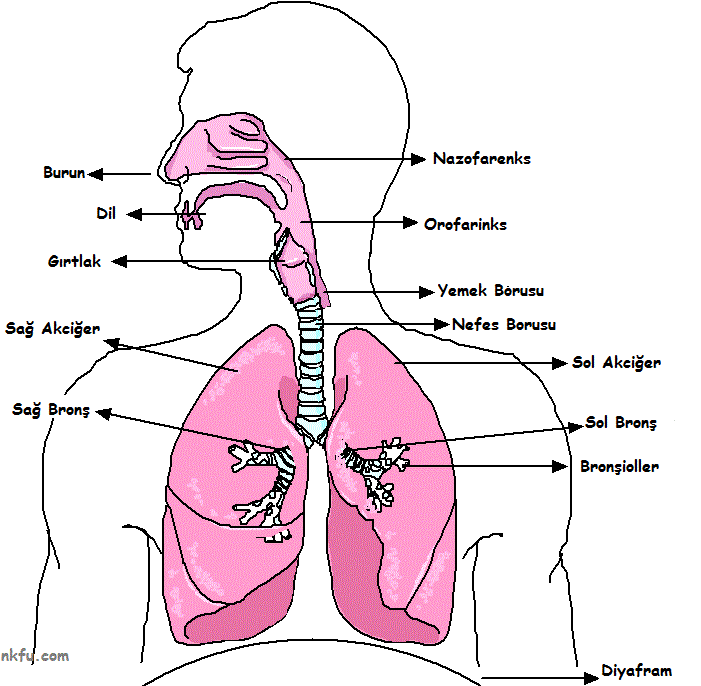 Nazofarenks
Burun
Dil
Orofarinks
Gırtlak
Yemek Borusu
Nefes Borusu
Sağ Akciğer
Sol Akciğer
Sağ Bronş
Sol Bronş
Bronşioller
nkfu.com
Diyafram